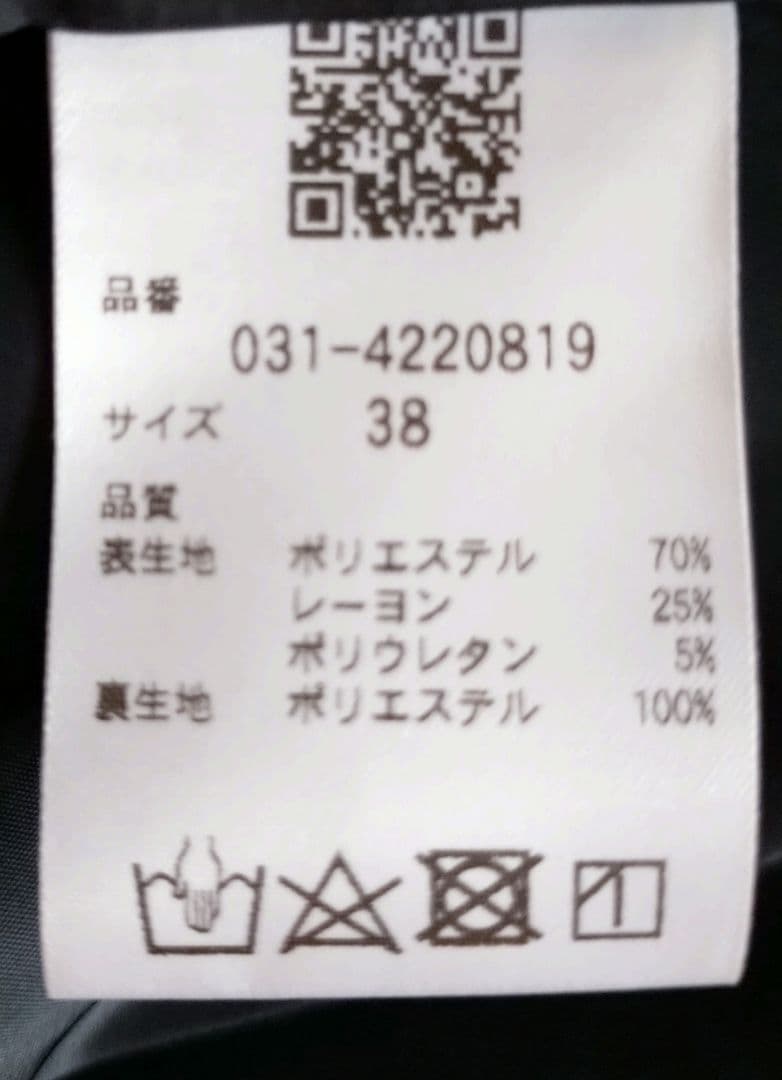 品番
031-4220819
サイズ 38
品質
表生地 ポリエステル 70%
レーヨン 25%
ポリウレタン 5%
裏生地 ポリエステル 100%